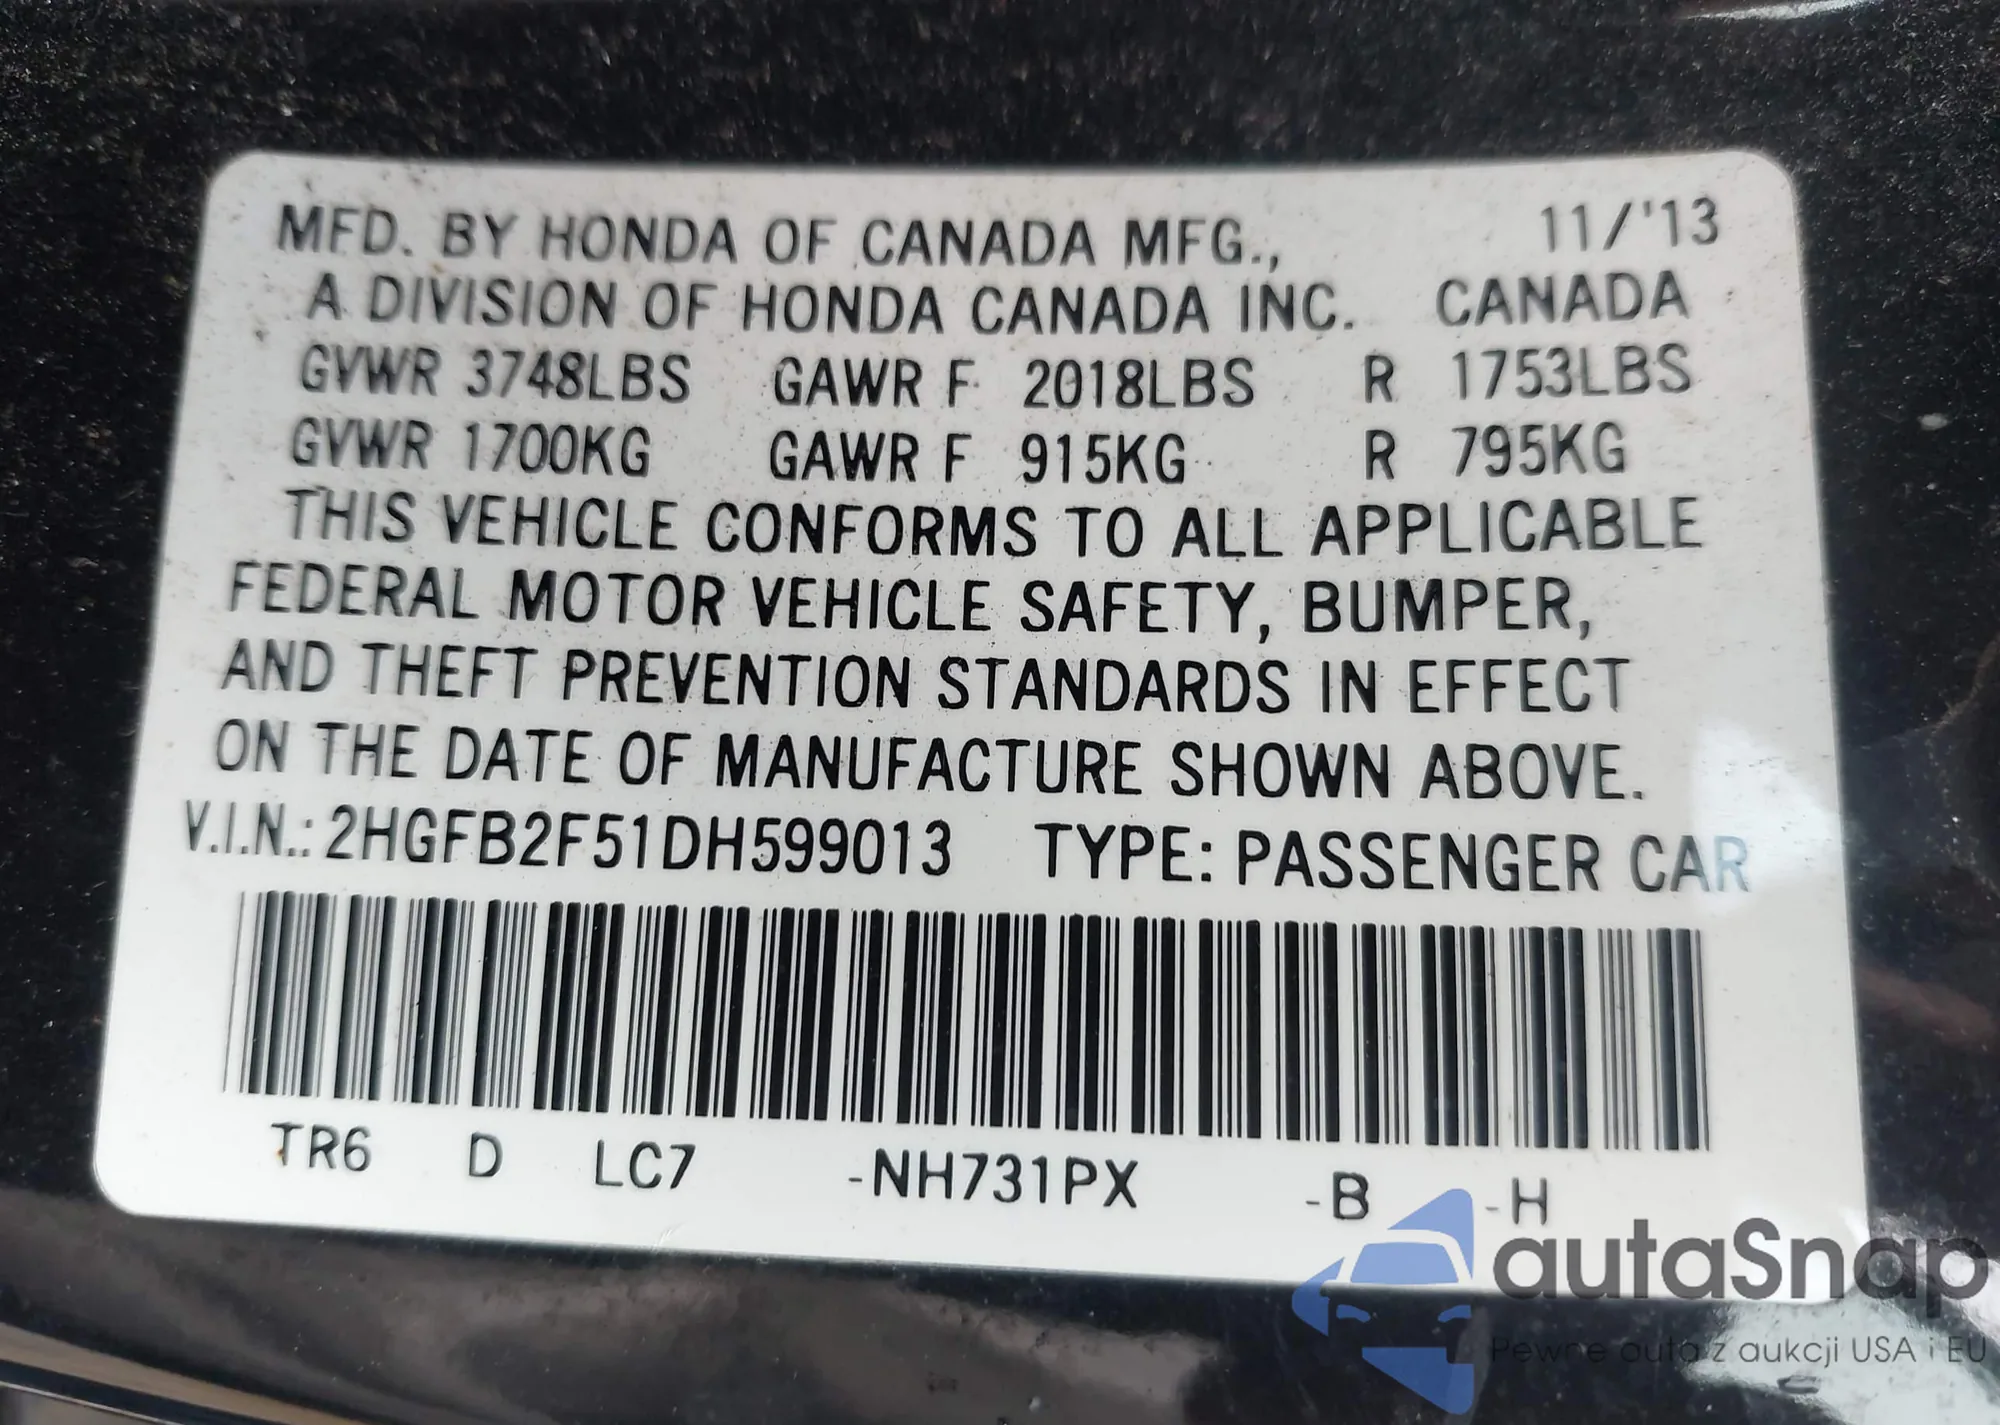 MFD. BY HONDA OF CANADA MFG., 11/'13
A DIVISION OF HONDA CANADA INC. CANADA
GVWR 3748LBS GAWR F 2018LBS R 1753LBS
GVWR 1700KG GAWR F 915KG R 795KG
THIS VEHICLE CONFORMS TO ALL APPLICABLE
FEDERAL MOTOR VEHICLE SAFETY, BUMPER,
AND THEFT PREVENTION STANDARDS IN EFFECT
ON THE DATE OF MANUFACTURE SHOWN ABOVE.
V.I.N.: 2HGFB2F51DH599013 TYPE: PASSENGER CAR
TR6 D LC7 -NH731PX -B -H
autaSnap
Pewne auta z aukcji USA i EU